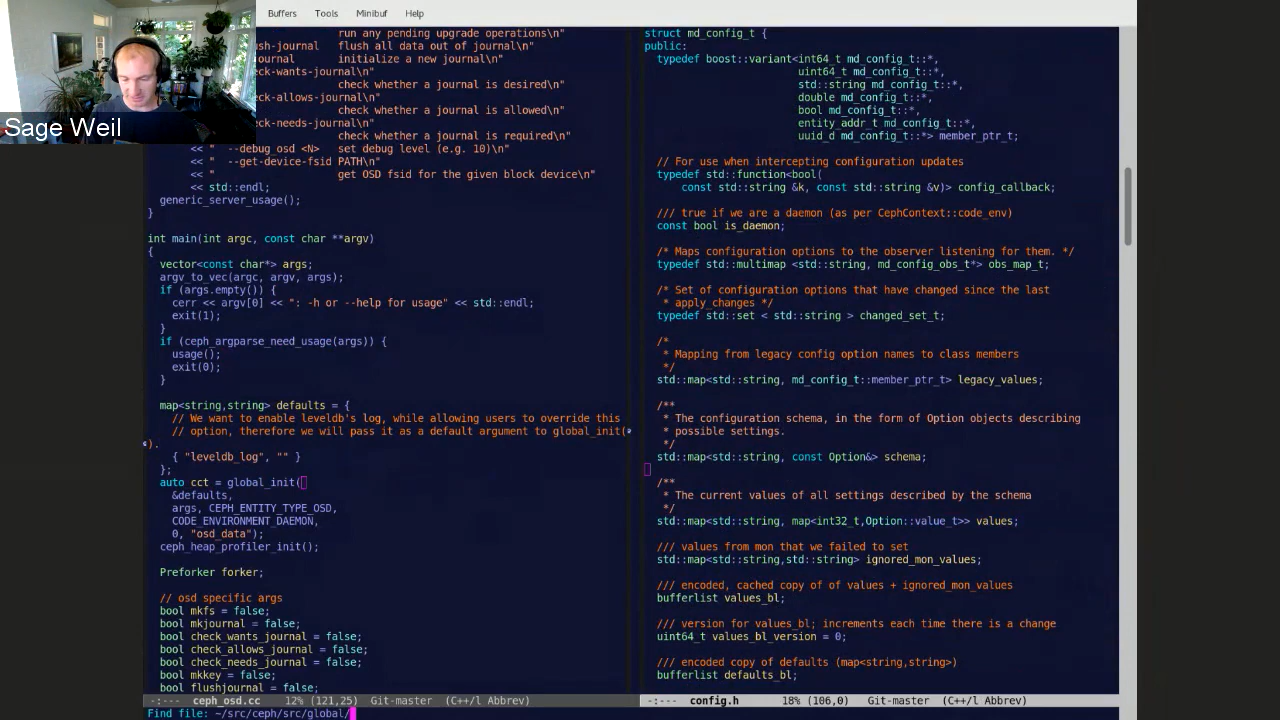 Buffers Tools Minibuf Help
Sage Weil
run any pending upgrade operations\n"
sh-journal flush all data out of journal\n"
initialize a new journal\n"
eck-wants-journal\n"
check whether a journal is desired\n"
eck-allows-journal\n"
check whether a journal is allowed\n"
eck-needs-journal\n"
check whether a journal is required\n"
<< " --debug_osd <N> set debug level (e.g. 10)\n"
<< " --get-device-fsid PATH\n"
<< " get OSD fsid for the given block device\n"
<< std::endl;
generic_server_usage();
}
int main(int argc, const char **argv)
{
vector<const char*> args;
argv_to_vec(argc, argv, args);
if (args.empty()) {
cerr << argv[0] << ": -h or --help for usage" << std::endl;
exit(1);
}
if (ceph_argparse_need_usage(args)) {
usage();
exit(0);
}
map<string,string> defaults = {
// We want to enable leveldb's log, while allowing users to override this
// option, therefore we will pass it as a default argument to global_init(
).
{ "leveldb_log", "" }
};
auto cct = global_init(
&defaults,
args, CEPH_ENTITY_TYPE_OSD,
CODE_ENVIRONMENT_DAEMON,
0, "osd_data");
ceph_heap_profiler_init();
Preforker forker;
// osd specific args
bool mkfs = false;
bool mkjournal = false;
bool check_wants_journal = false;
bool check_allows_journal = false;
bool check_needs_journal = false;
bool mkkey = false;
bool flushjournal = false;
-:--- ceph_osd.cc 12% (121,25) Git-master (C++/l Abbrev)
struct md_config_t {
public:
typedef boost::variant<int64_t md_config_t::*,
uint64_t md_config_t::*,
std::string md_config_t::*,
double md_config_t::*,
bool md_config_t::*,
entity_addr_t md_config_t::*,
uuid_d md_config_t::*> member_ptr_t;
// For use when intercepting configuration updates
typedef std::function<bool(
const std::string &k, const std::string &v)> config_callback;
/// true if we are a daemon (as per CephContext::code_env)
const bool is_daemon;
/* Maps configuration options to the observer listening for them. */
typedef std::multimap <std::string, md_config_obs_t*> obs_map_t;
/* Set of configuration options that have changed since the last
* apply_changes */
typedef std::set < std::string > changed_set_t;
/*
* Mapping from legacy config option names to class members
*/
std::map<std::string, md_config_t::member_ptr_t> legacy_values;
/**
* The configuration schema, in the form of Option objects describing
* possible settings.
*/
std::map<std::string, const Option&> schema;
/**
* The current values of all settings described by the schema
*/
std::map<std::string, map<int32_t,Option::value_t>> values;
/// values from mon that we failed to set
std::map<std::string,std::string> ignored_mon_values;
/// encoded, cached copy of of values + ignored_mon_values
bufferlist values_bl;
/// version for values_bl; increments each time there is a change
uint64_t values_bl_version = 0;
/// encoded copy of defaults (map<string,string>)
bufferlist defaults_bl;
-:--- config.h 18% (106,0) Git-master (C++/l Abbrev)
Find file: ~/src/ceph/src/global/